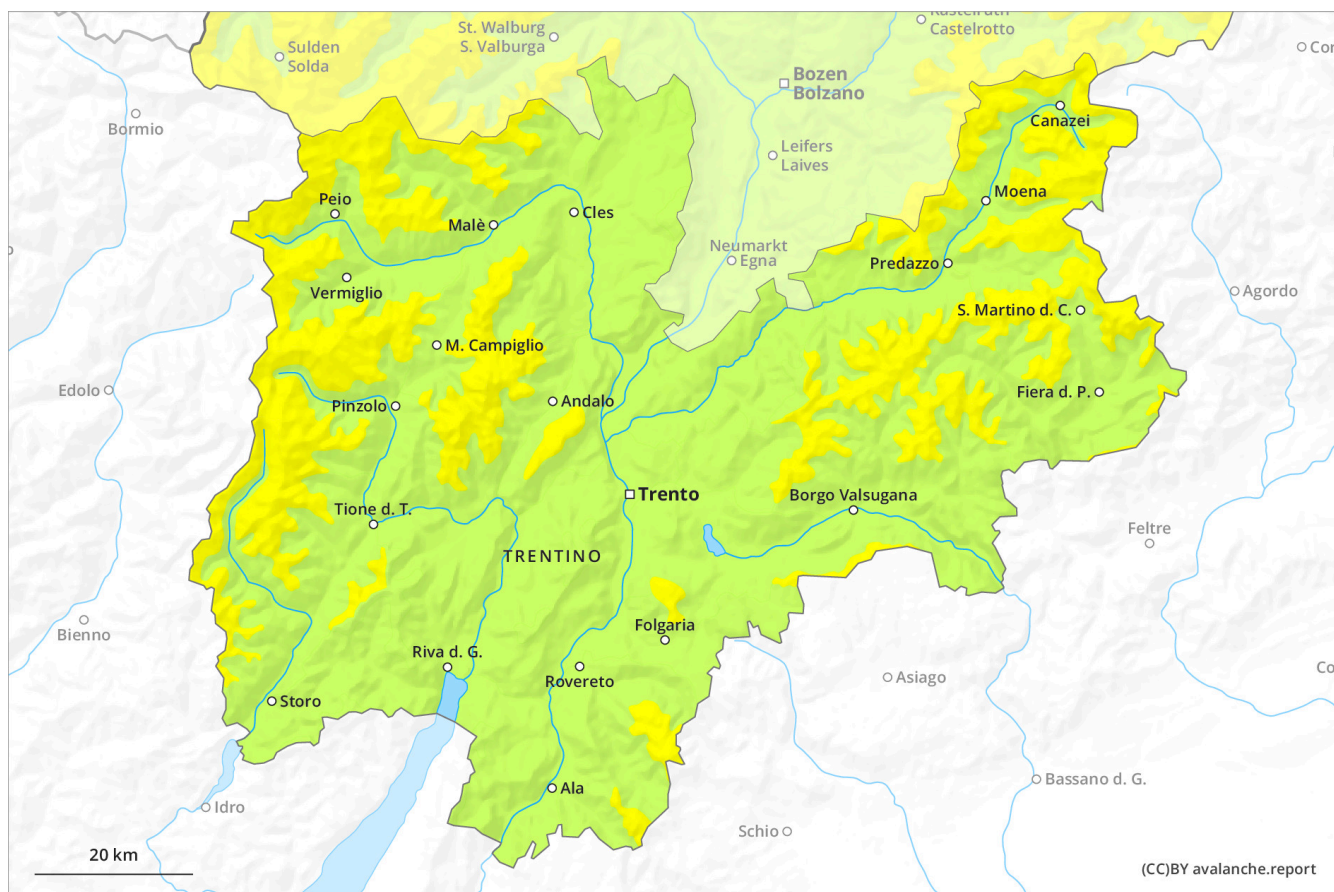 Kastelruth
Castelrotto
St. Walburg
S. Valburga
Sulden
Solda
Bozen
Bolzano
Bormio
Canazei
Leifers
Laives
Peio
Moena
Malè
Cles
Neumarkt
Egna
Predazzo
Vermiglio
Agordo
S. Martino d. C.
M. Campiglio
Edolo
Fiera d. P.
Pinzolo
Andalo
Trento
Borgo Valsugana
Tione d. T.
Feltre
TRENTINO
Bienno
Folgaria
Riva d. G.
Asiago
Rovereto
Storo
Bassano d. G.
Ala
Idro
Schio
20 km
(CC)BY avalanche.report